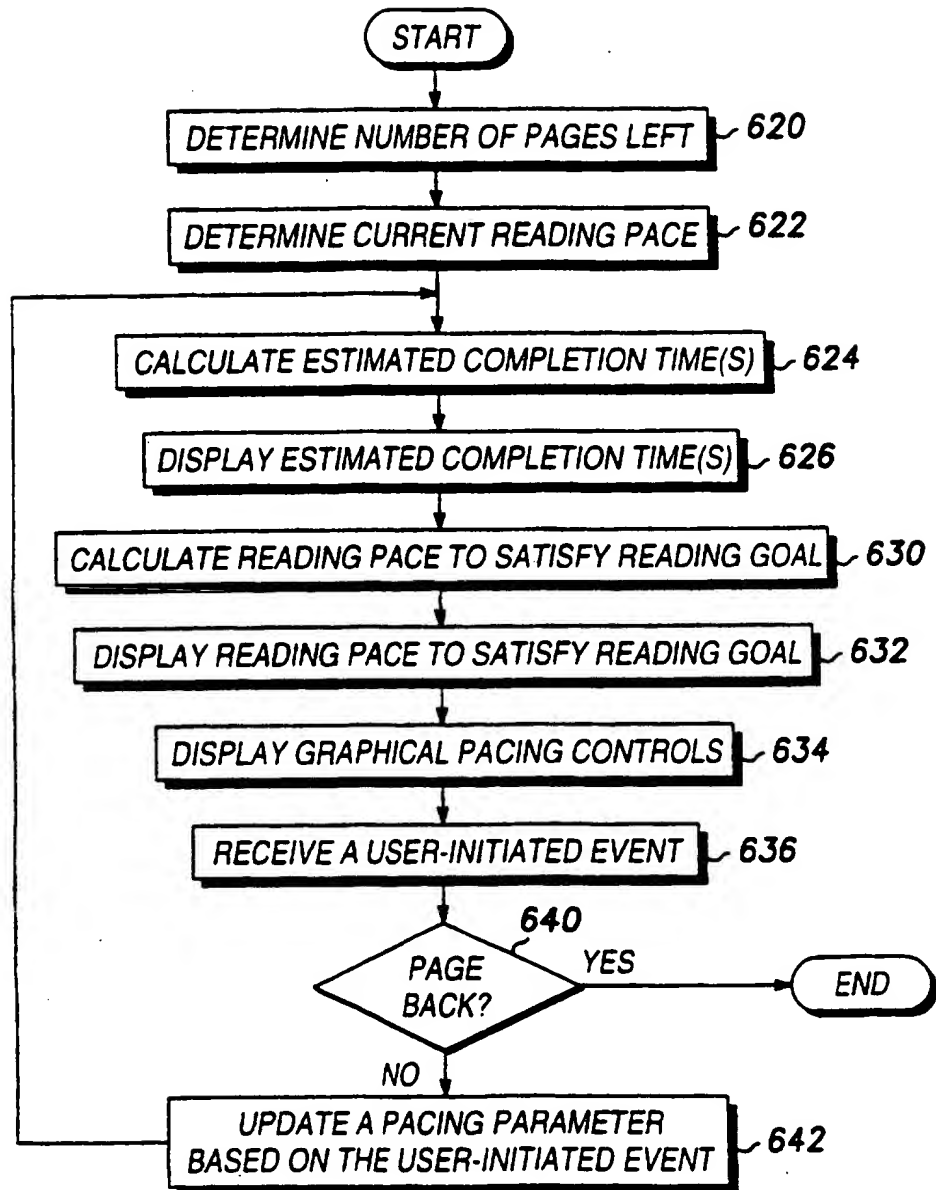 START
DETERMINE NUMBER OF PAGES LEFT 620
DETERMINE CURRENT READING PACE 622
CALCULATE ESTIMATED COMPLETION TIME(S) 624
DISPLAY ESTIMATED COMPLETION TIME(S) 626
CALCULATE READING PACE TO SATISFY READING GOAL 630
DISPLAY READING PACE TO SATISFY READING GOAL 632
DISPLAY GRAPHICAL PACING CONTROLS 634
RECEIVE A USER-INITIATED EVENT 636
640
PAGE
BACK?
YES
END
NO
UPDATE A PACING PARAMETER
BASED ON THE USER-INITIATED EVENT 642